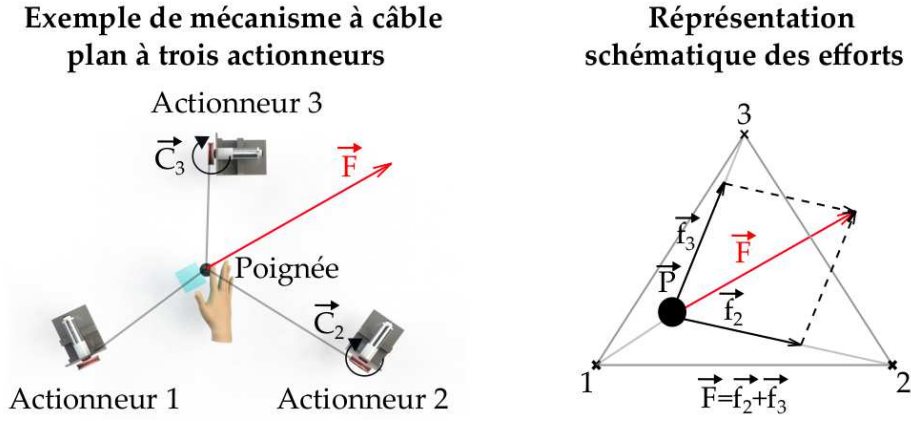 Exemple de mécanisme à câble
plan à trois actionneurs
Actionneur 3
C₃
F
Poignée
C₂
Actionneur 1
Actionneur 2
Réprésentation
schématique des efforts
3
f₃
F
P
f₂
1
2
F=f₂+f₃